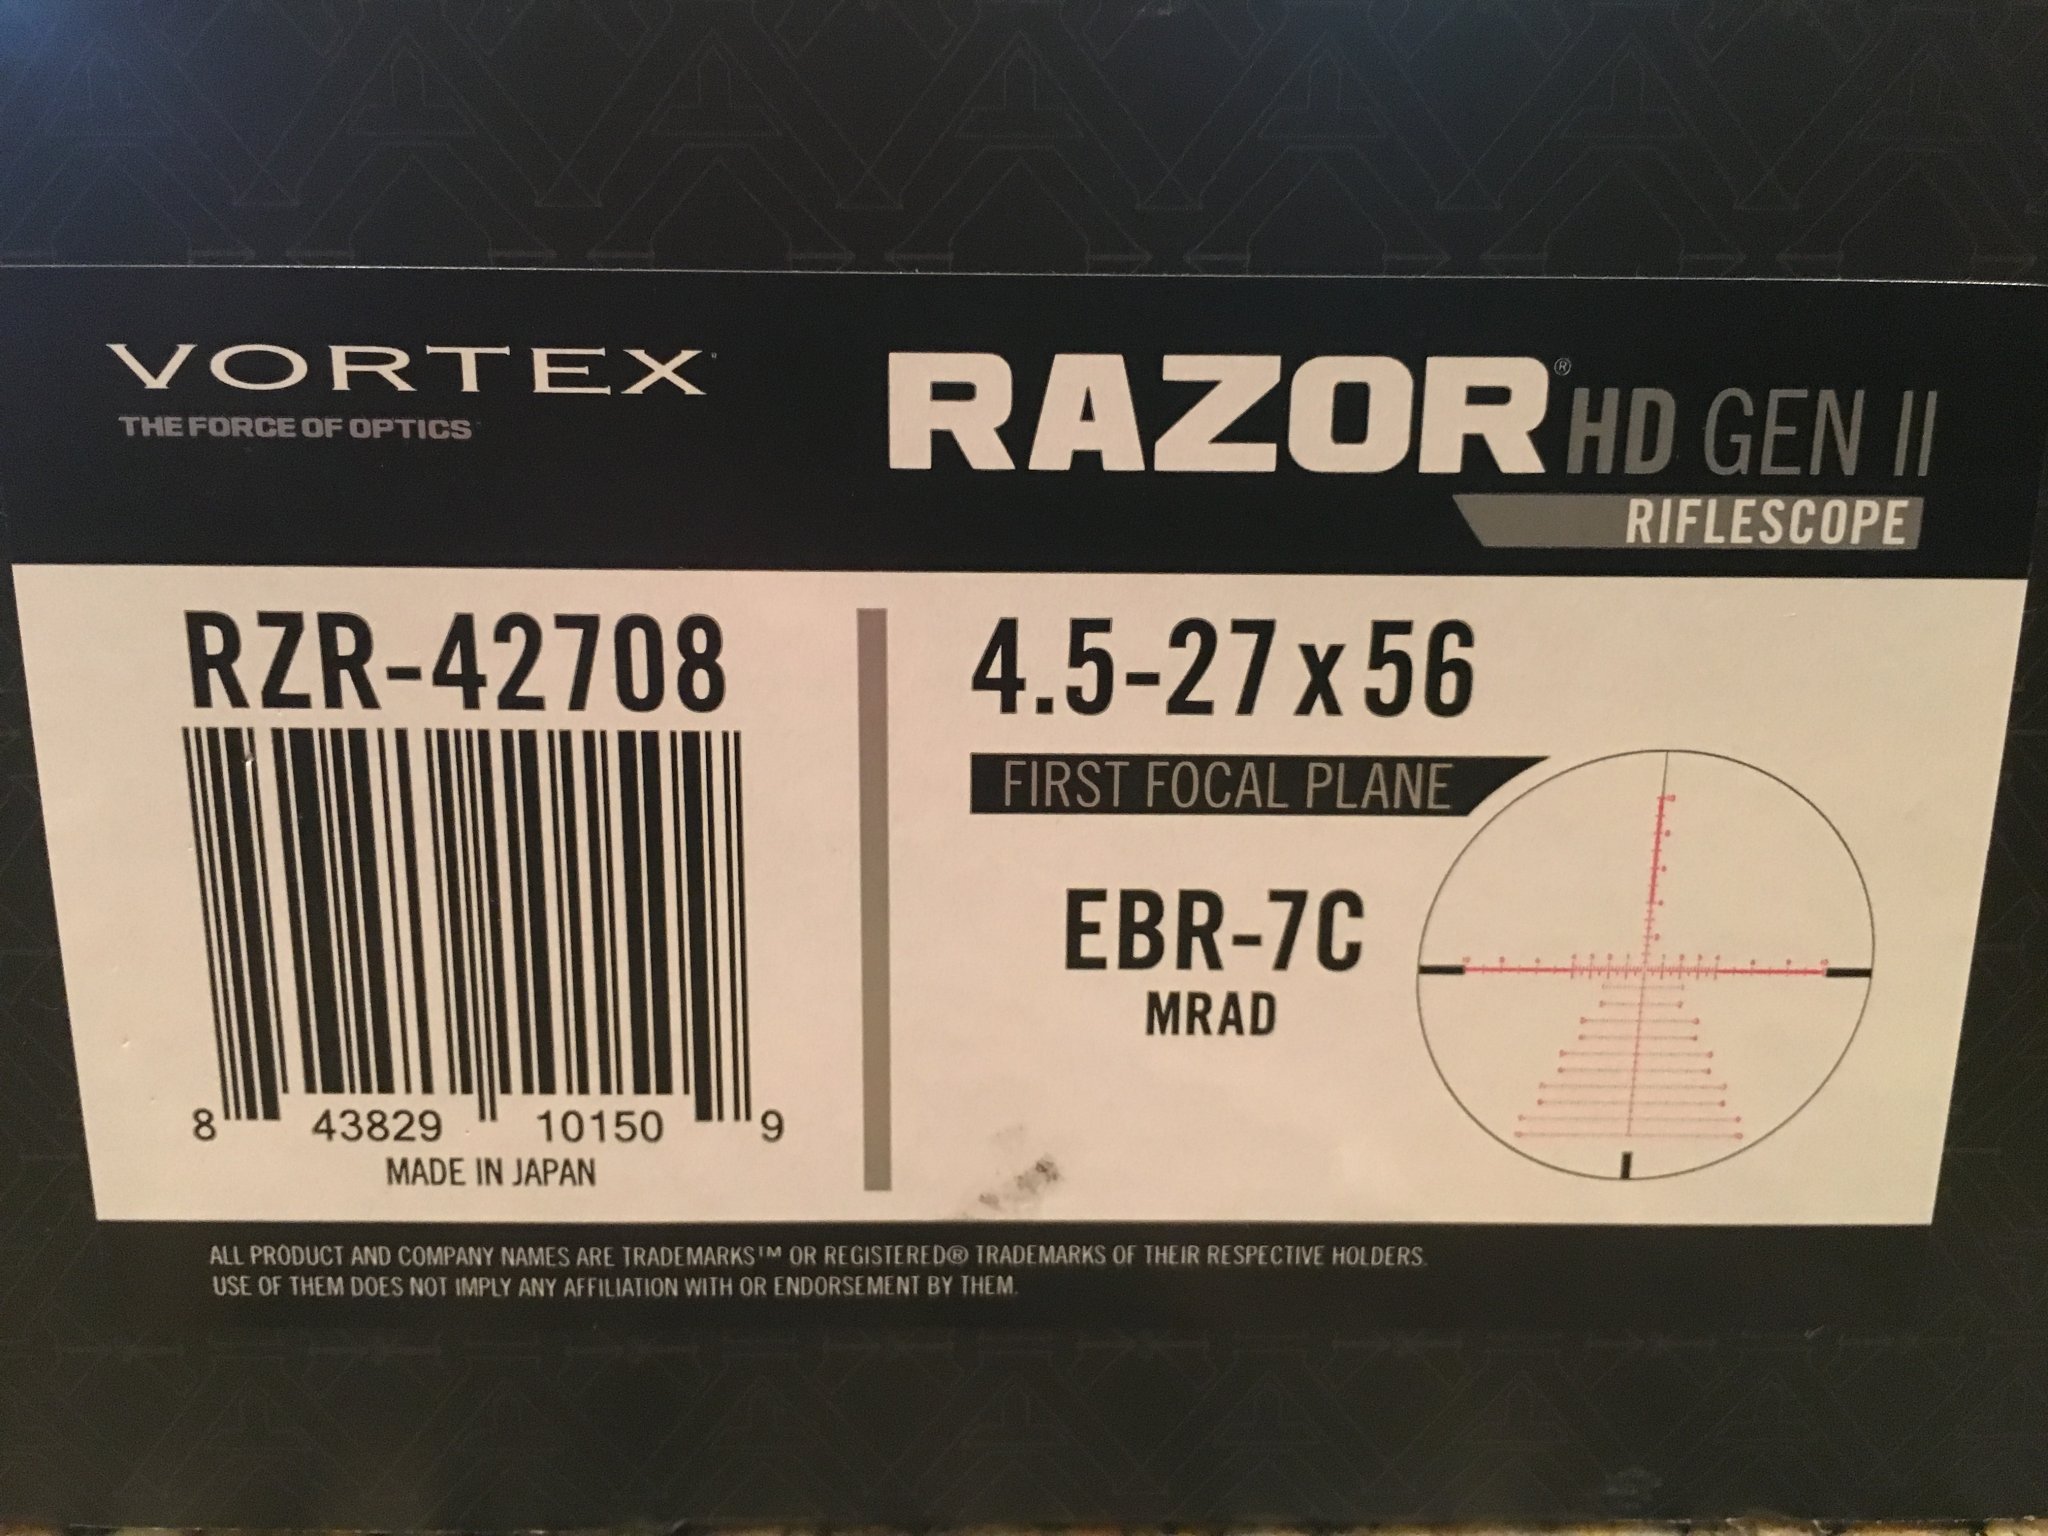 VORTEX
THE FORCE OF OPTICS
RAZOR® HD GEN II
RIFLESCOPE
RZR-42708
8 43829 10150 9
MADE IN JAPAN
4.5-27x56
FIRST FOCAL PLANE
EBR-7C
MRAD
ALL PRODUCT AND COMPANY NAMES ARE TRADEMARKS™ OR REGISTERED® TRADEMARKS OF THEIR RESPECTIVE HOLDERS.
USE OF THEM DOES NOT IMPLY ANY AFFILIATION WITH OR ENDORSEMENT BY THEM.